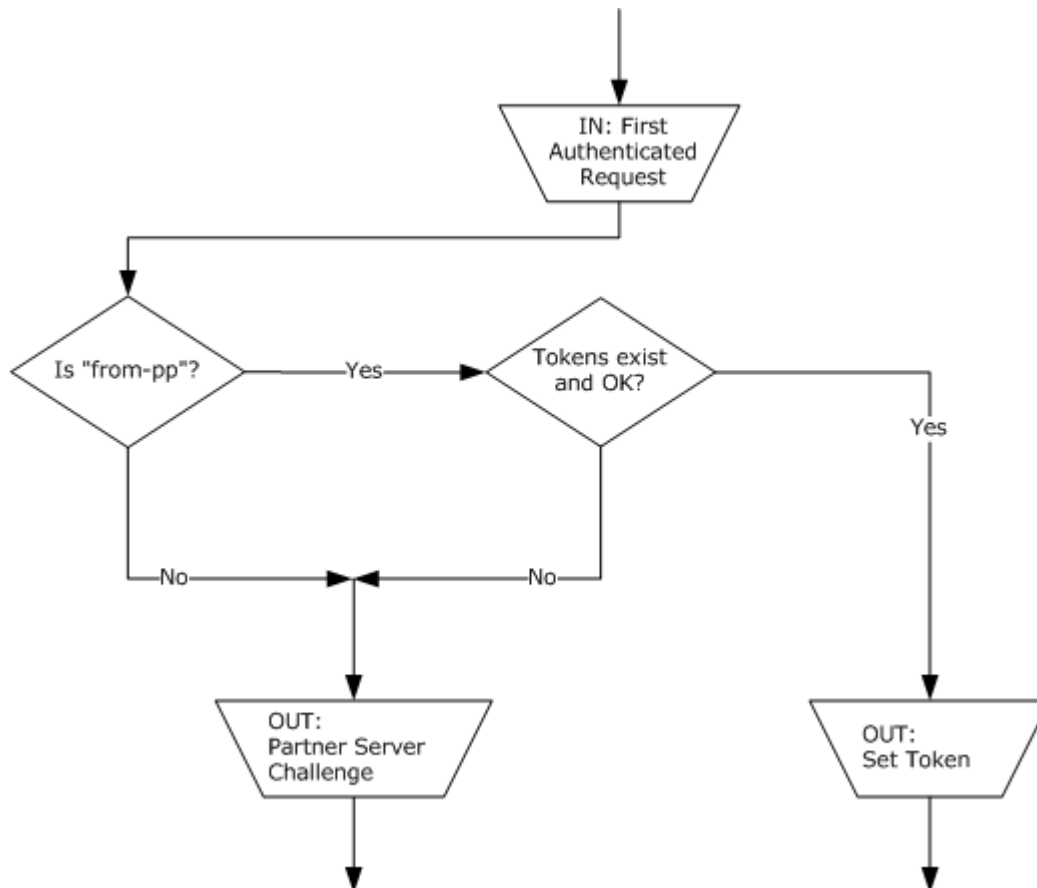 IN: First
Authenticated
Request
Is "from-pp"?
Yes
Tokens exist
and OK?
Yes
No
No
OUT:
Partner Server
Challenge
OUT:
Set Token